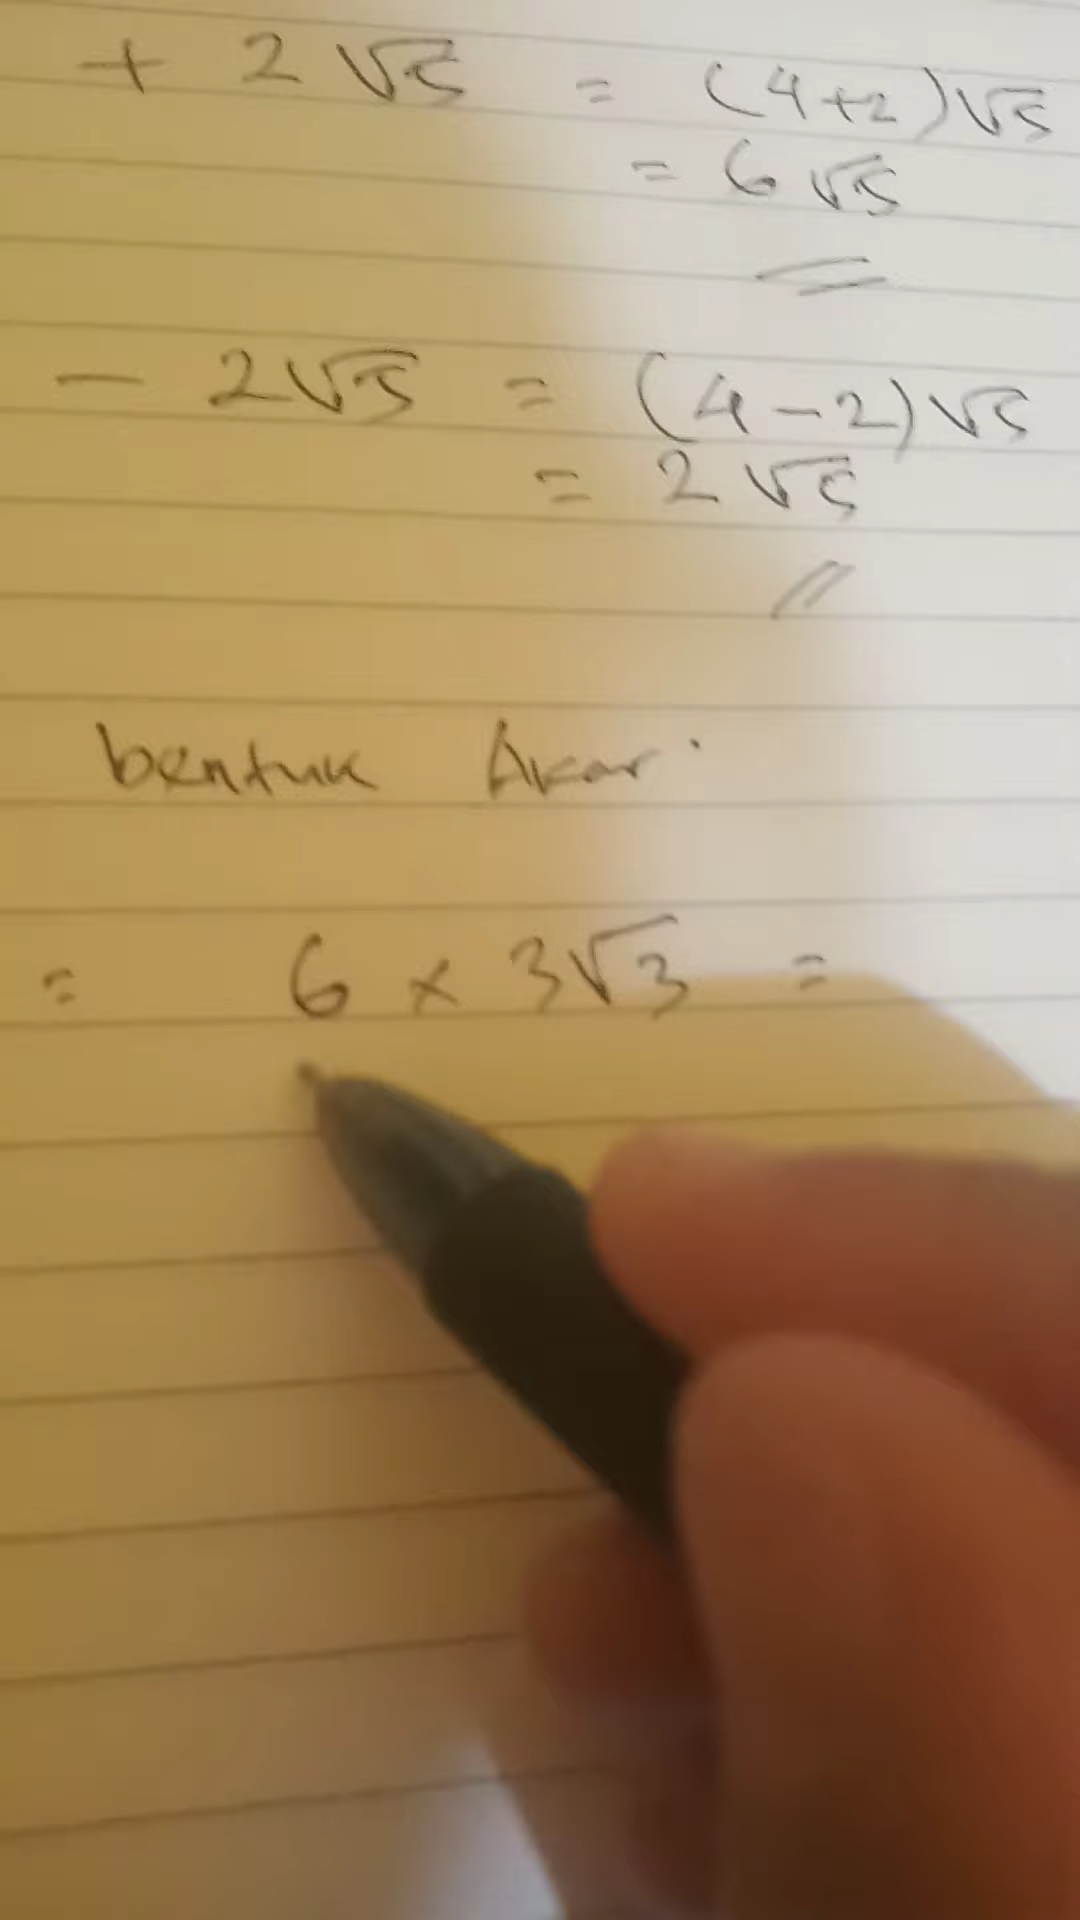 + 2 √5 = (4+2)√5
= 6 √5
- 2√5 = (4-2)√5
= 2 √5
bentuk Akar.
= 6 x 3√3 =